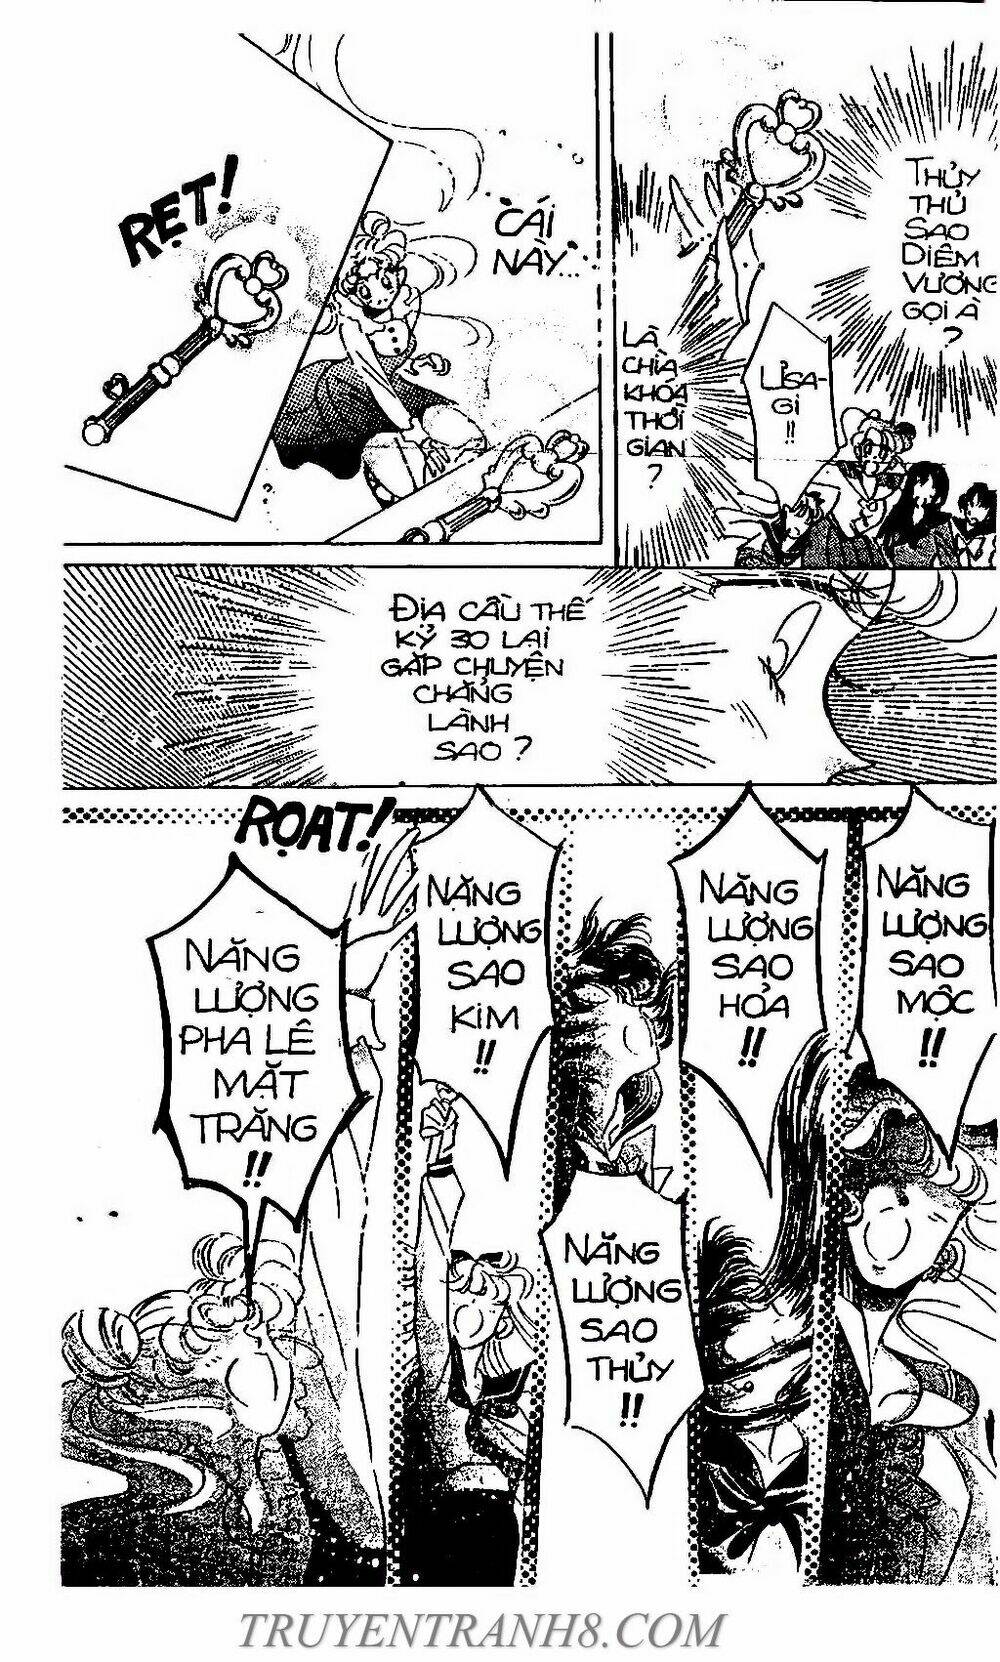 THỦY
THỦ
SAO
DIÊM
VƯƠNG
GỌI À
?
LỈSA-
GI
!!
LÀ
CHÌA
KHÓA
THỜI
GIAN
?
"CÁI
NÀY"...
RẸT!
ĐỊA CẦU THẾ
KỶ 30 LẠI
GẶP CHUYỆN
CHẲNG
LÀNH
SAO ?
NĂNG
LƯỢNG
SAO
MỘC
!!
NĂNG
LƯỢNG
SAO
HỎA
!!
NĂNG
LƯỢNG
SAO
THỦY
!!
NĂNG
LƯỢNG
SAO
KIM
!!
RỌAT!
NĂNG
LƯỢNG
PHA LÊ
MẶT
TRĂNG
!!
TRUYENTRANH8.COM